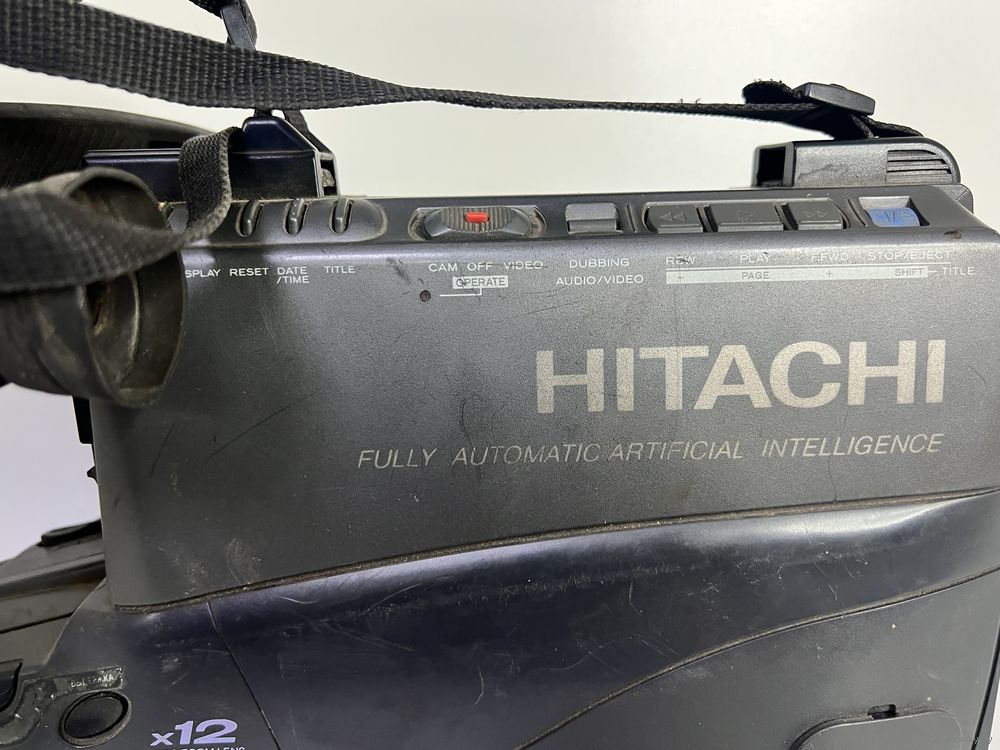 RESET DATE /TIME TITLE
CAM OFF VIDEO
OPERATE
DUBBING
AUDIO/VIDEO
REW PLAY F.FWD STOP/EJECT
- PAGE + SHIFT TITLE
HITACHI
FULLY AUTOMATIC ARTIFICIAL INTELLIGENCE
x12